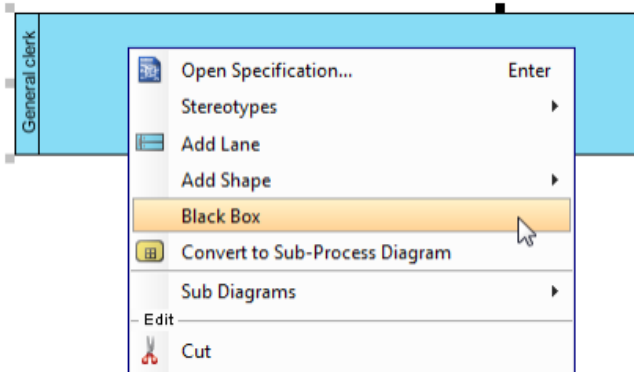 General clerk
Open Specification... Enter
Stereotypes
Add Lane
Add Shape
Black Box
Convert to Sub-Process Diagram
Sub Diagrams
Edit
Cut